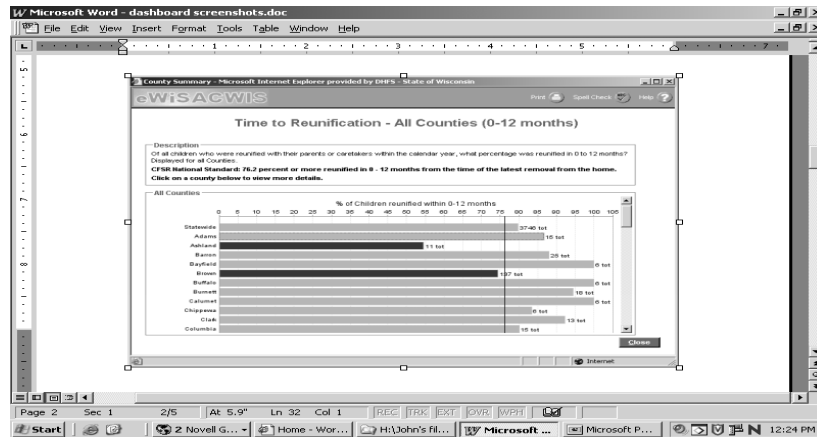 Microsoft Word - dashboard screenshots.doc
File Edit View Insert Format Tools Table Window Help
County Summary - Microsoft Internet Explorer provided by DHFS - State of Wisconsin
eWiSACWIS
Print Spell Check Help
Time to Reunification - All Counties (0-12 months)
Description
Of all children who were reunified with their parents or caretakers within the calendar year, what percentage was reunified in 0 to 12 months?
Displayed for all Counties.
CFSR National Standard: 76.2 percent or more reunified in 0 - 12 months from the time of the latest removal from the home.
Click on a county below to view more details.
All Counties
% of Children reunified within 0-12 months
0 5 10 15 20 25 30 35 40 45 50 55 60 65 70 75 80 85 90 95 100 105
Statewide 3746 tot
Adams 15 tot
Ashland 11 tot
Barron 25 tot
Bayfield 6 tot
Brown 197 tot
Buffalo 6 tot
Burnett 18 tot
Calumet 6 tot
Chippewa 6 tot
Clark 13 tot
Columbia 15 tot
Close
Internet
Page 2 Sec 1 2/5 At 5.9" Ln 32 Col 1 REC TRK EXT OVR WPH
Start 2 Novell G... Home - Wor... H:\John's fil... Microsoft ... Microsoft P... 12:24 PM